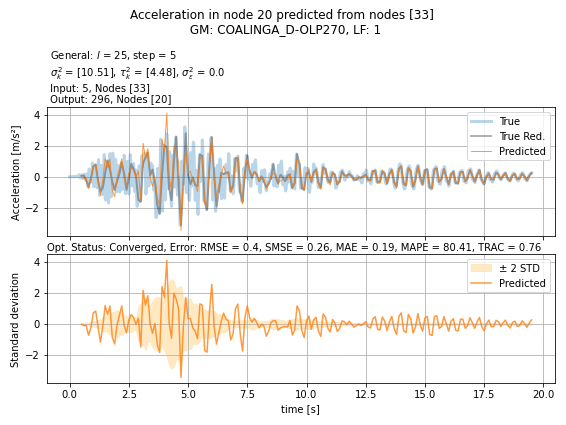 Acceleration in node 20 predicted from nodes [33]
GM: COALINGA_D-OLP270, LF: 1
General: l = 25, step = 5
σ²ₖ = [10.51], τ²ₖ = [4.48], σ²ε = 0.0
Input: 5, Nodes [33]
Output: 296, Nodes [20]
Acceleration [m/s²]
4
2
0
−2
True
True Red.
Predicted
Opt. Status: Converged, Error: RMSE = 0.4, SMSE = 0.26, MAE = 0.19, MAPE = 80.41, TRAC = 0.76
Standard deviation
4
2
0
−2
± 2 STD
Predicted
0.0 2.5 5.0 7.5 10.0 12.5 15.0 17.5 20.0
time [s]